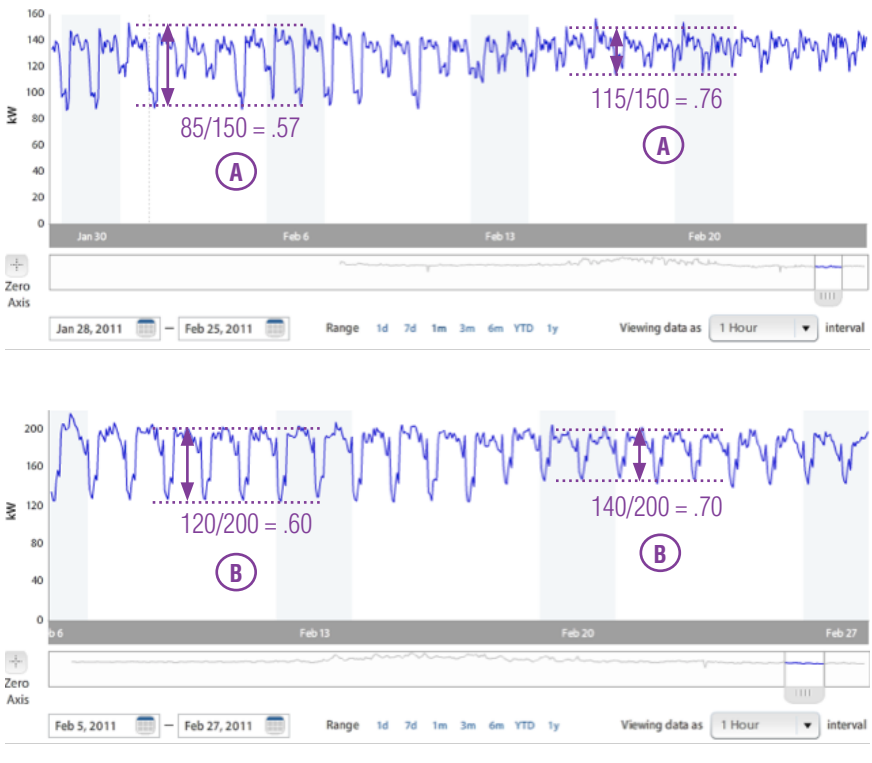 160
140
120
100
80
60
40
20
0
kW
85/150 = .57
A
115/150 = .76
A
Jan 30 Feb 6 Feb 13 Feb 20
Zero
Axis
Jan 28, 2011 – Feb 25, 2011 Range 1d 7d 1m 3m 6m YTD 1y Viewing data as 1 Hour interval
200
160
120
80
40
0
kW
120/200 = .60
B
140/200 = .70
B
b 6 Feb 13 Feb 20 Feb 27
Zero
Axis
Feb 5, 2011 – Feb 27, 2011 Range 1d 7d 1m 3m 6m YTD 1y Viewing data as 1 Hour interval